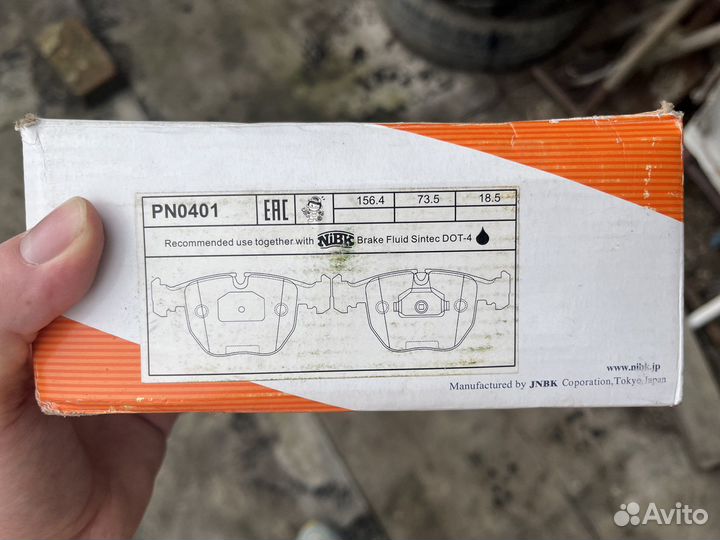 PN0401 EAC 156.4 73.5 18.5
Recommended use together with NiBK Brake Fluid Sintec DOT-4
www.nibk.jp
Manufactured by JNBK Coporation, Tokyo, Japan
Avito